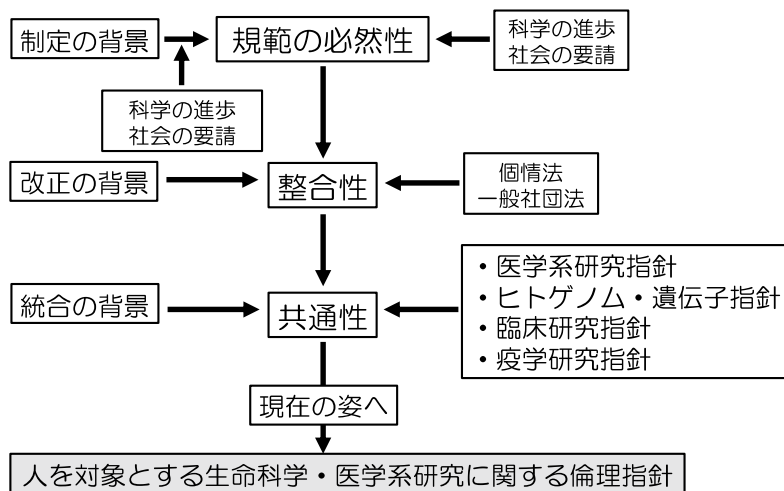 制定の背景
規範の必然性
科学の進歩
社会の要請
科学の進歩
社会の要請
改正の背景
整合性
個情法
一般社団法
統合の背景
共通性
・医学系研究指針
・ヒトゲノム・遺伝子指針
・臨床研究指針
・疫学研究指針
現在の姿へ
人を対象とする生命科学・医学系研究に関する倫理指針